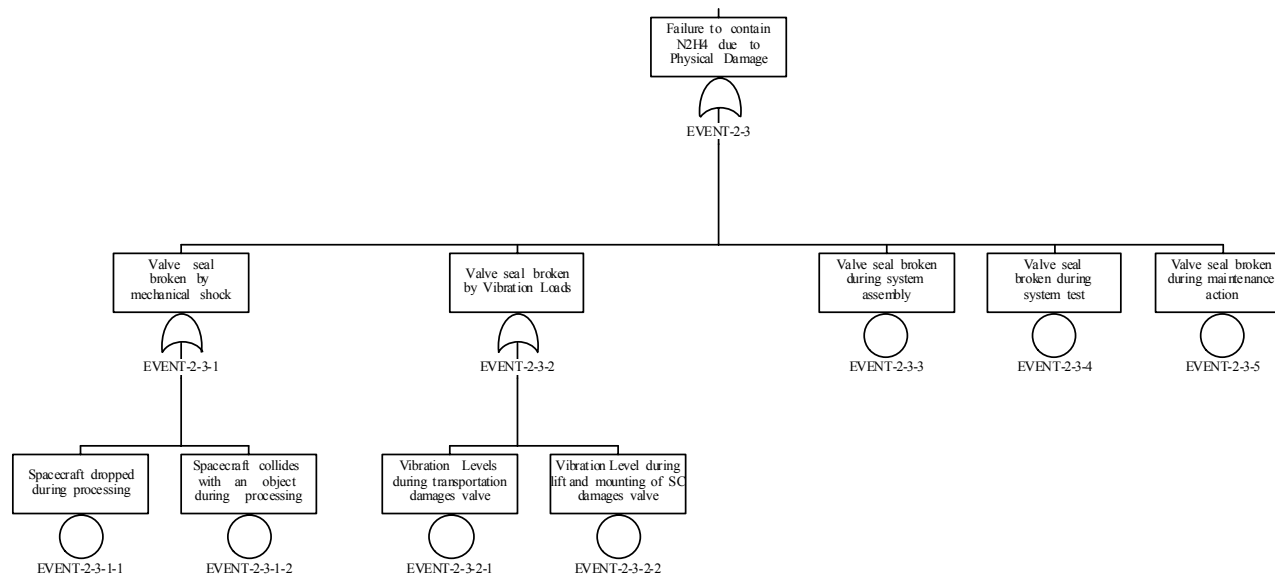 Failure to contain
N2H4 due to
Physical Damage
EVENT-2-3
Valve seal
broken by
mechanical shock
EVENT-2-3-1
Valve seal broken
by Vibration Loads
EVENT-2-3-2
Valve seal broken
during system
assembly
EVENT-2-3-3
Valve seal
broken during
system test
EVENT-2-3-4
Valve seal broken
during maintenance
action
EVENT-2-3-5
Spacecraft dropped
during processing
EVENT-2-3-1-1
Spacecraft collides
with an object
during processing
EVENT-2-3-1-2
Vibration Levels
during transportation
damages valve
EVENT-2-3-2-1
Vibration Level during
lift and mounting of SC
damages valve
EVENT-2-3-2-2